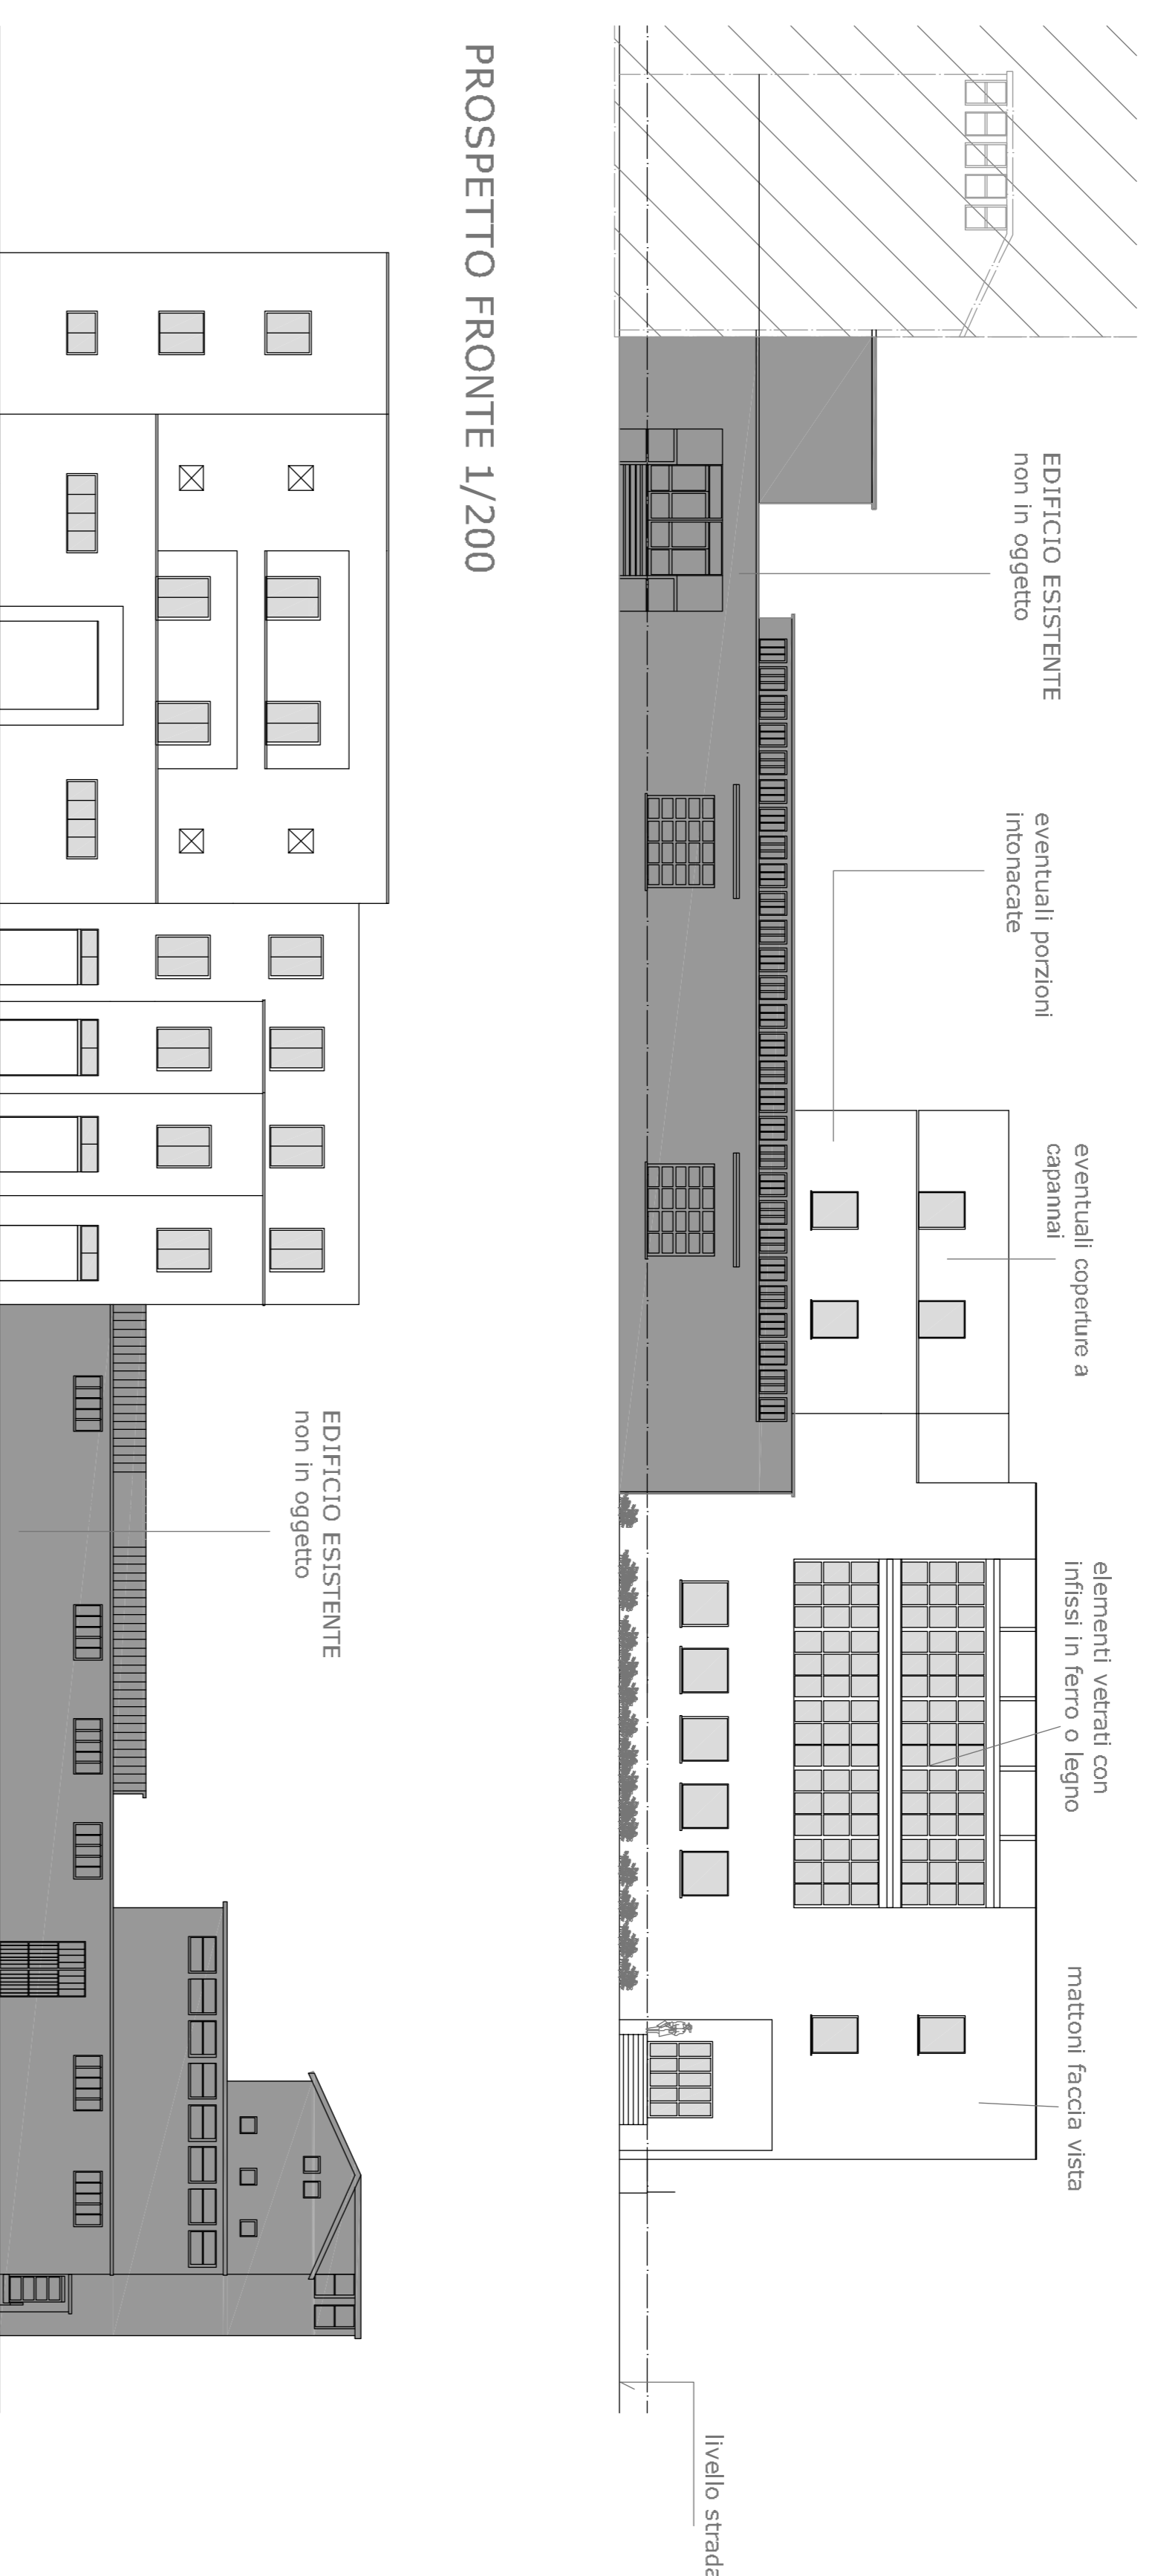 EDIFICIO ESISTENTE
non in oggetto
eventuali porzioni
intonacate
eventuali coperture a
capannai
elementi vetrati con
infissi in ferro o legno
mattoni faccia vista
livello strada
PROSPETTO FRONTE 1/200
EDIFICIO ESISTENTE
non in oggetto